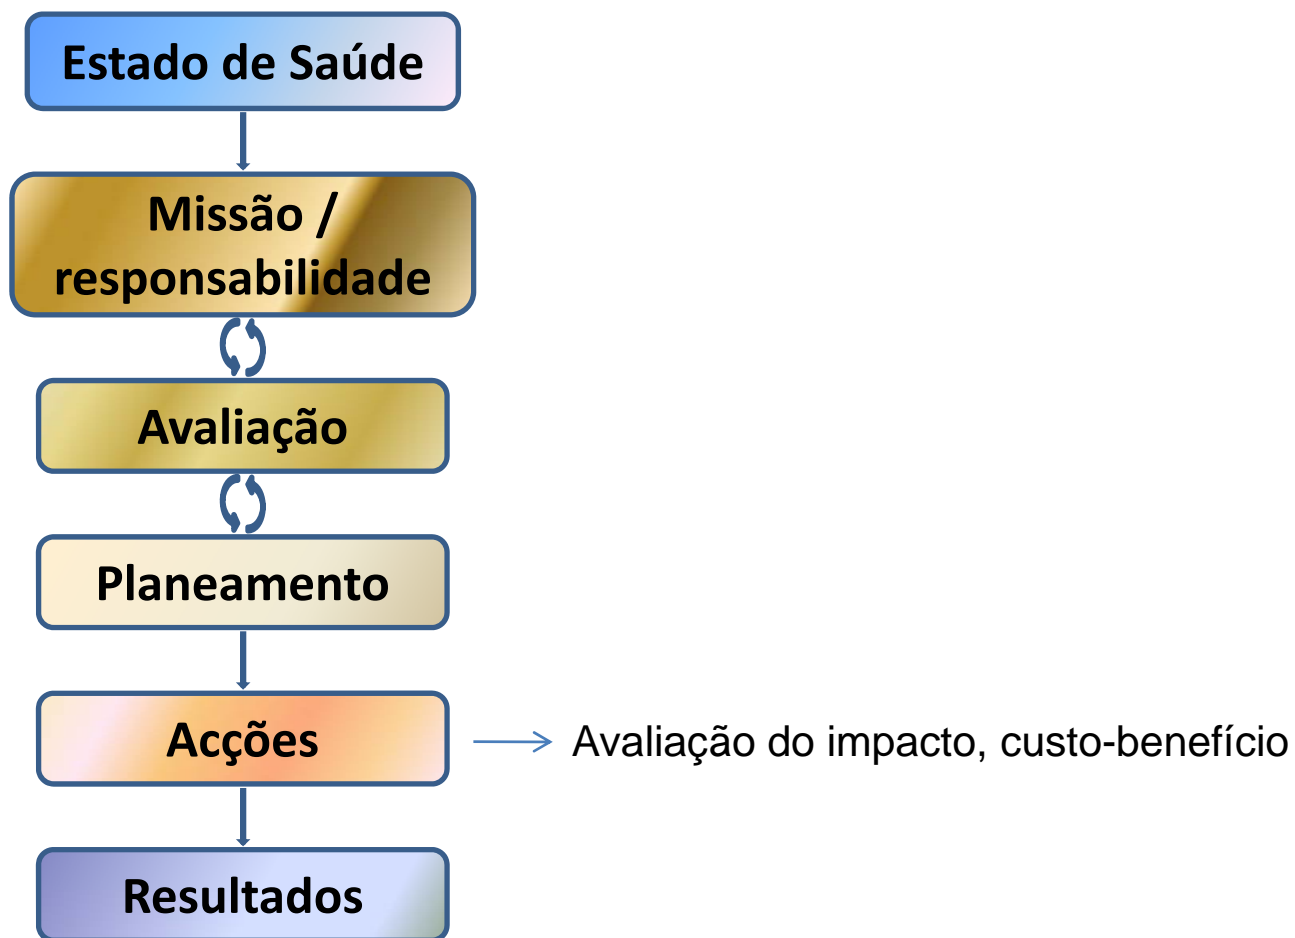 Estado de Saúde
Missão /
responsabilidade
Avaliação
Planeamento
Acções
Avaliação do impacto, custo-benefício
Resultados